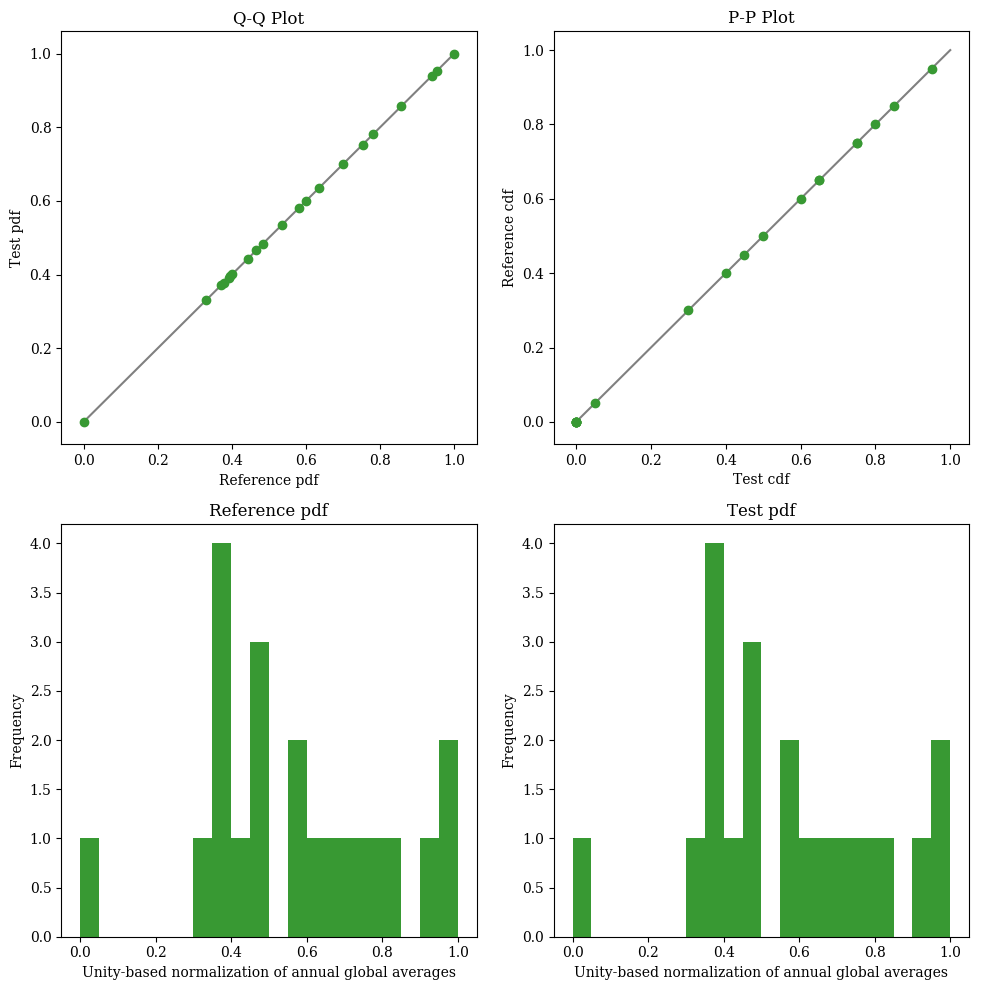 Q-Q Plot
1.0
0.8
0.6
0.4
0.2
0.0
Test pdf
0.0 0.2 0.4 0.6 0.8 1.0
Reference pdf
P-P Plot
1.0
0.8
0.6
0.4
0.2
0.0
Reference cdf
0.0 0.2 0.4 0.6 0.8 1.0
Test cdf
Reference pdf
4.0
3.5
3.0
2.5
2.0
1.5
1.0
0.5
0.0
Frequency
0.0 0.2 0.4 0.6 0.8 1.0
Unity-based normalization of annual global averages
Test pdf
4.0
3.5
3.0
2.5
2.0
1.5
1.0
0.5
0.0
Frequency
0.0 0.2 0.4 0.6 0.8 1.0
Unity-based normalization of annual global averages